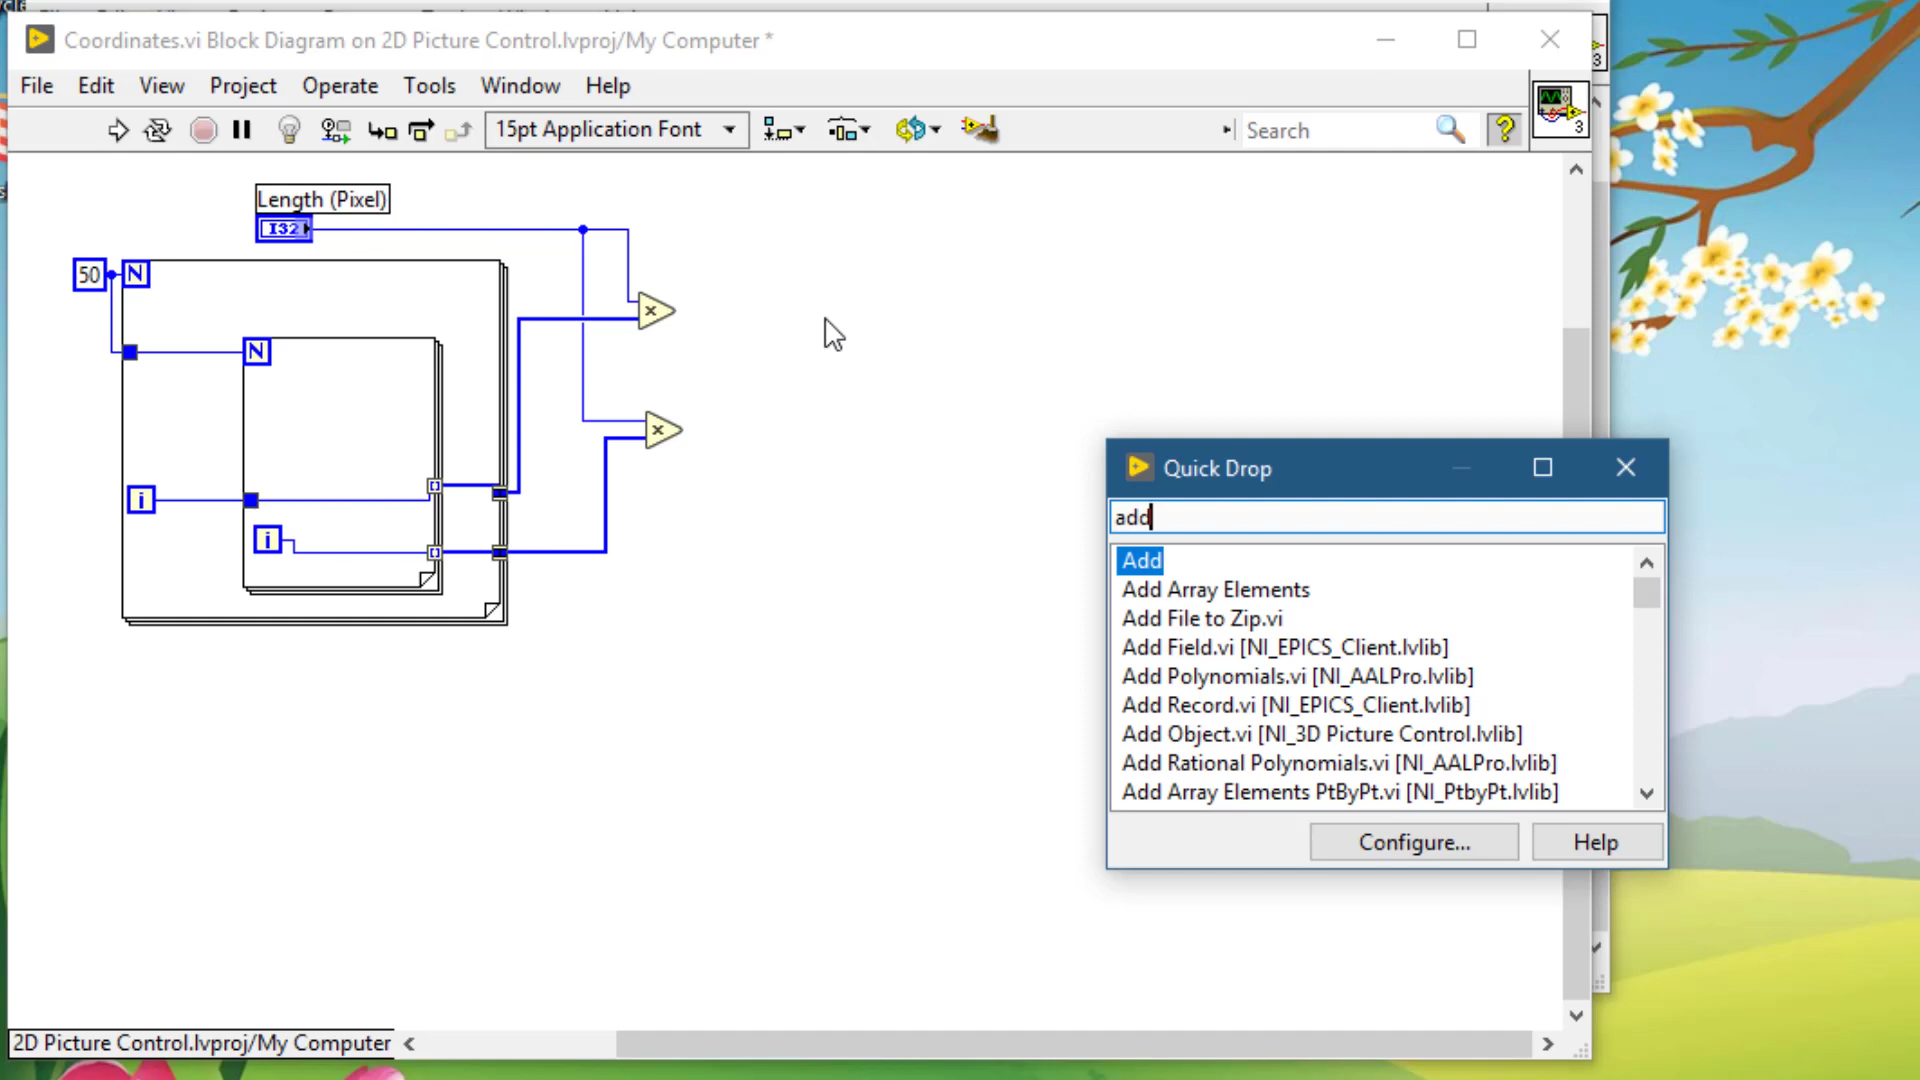 Coordinates.vi Block Diagram on 2D Picture Control.lvproj/My Computer *
File Edit View Project Operate Tools Window Help
15pt Application Font
Search
3
3
Length (Pixel)
I32
50
N
×
N
×
i
i
Quick Drop
add
Add
Add Array Elements
Add File to Zip.vi
Add Field.vi [NI_EPICS_Client.lvlib]
Add Polynomials.vi [NI_AALPro.lvlib]
Add Record.vi [NI_EPICS_Client.lvlib]
Add Object.vi [NI_3D Picture Control.lvlib]
Add Rational Polynomials.vi [NI_AALPro.lvlib]
Add Array Elements PtByPt.vi [NI_PtbyPt.lvlib]
Configure... Help
2D Picture Control.lvproj/My Computer